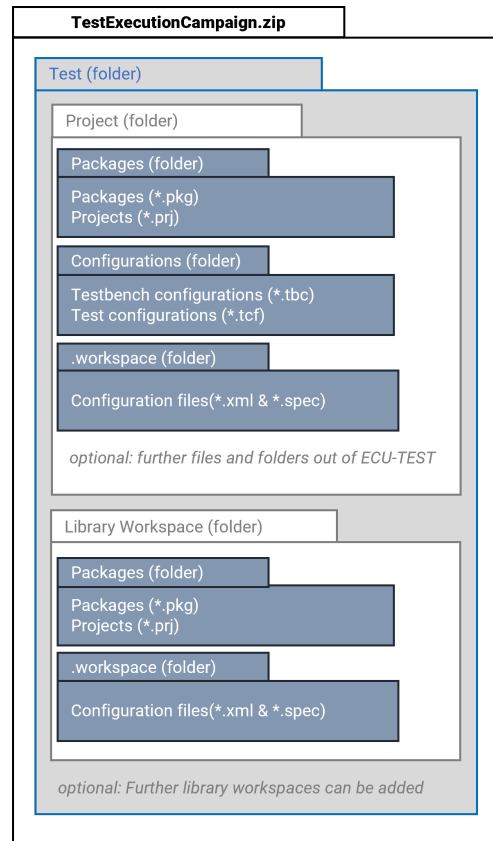 TestExecutionCampaign.zip
Test (folder)
Project (folder)
Packages (folder)
Packages (*.pkg)
Projects (*.prj)
Configurations (folder)
Testbench configurations (*.tbc)
Test configurations (*.tcf)
.workspace (folder)
Configuration files(*.xml & *.spec)
optional: further files and folders out of ECU-TEST
Library Workspace (folder)
Packages (folder)
Packages (*.pkg)
Projects (*.prj)
.workspace (folder)
Configuration files(*.xml & *.spec)
optional: Further library workspaces can be added